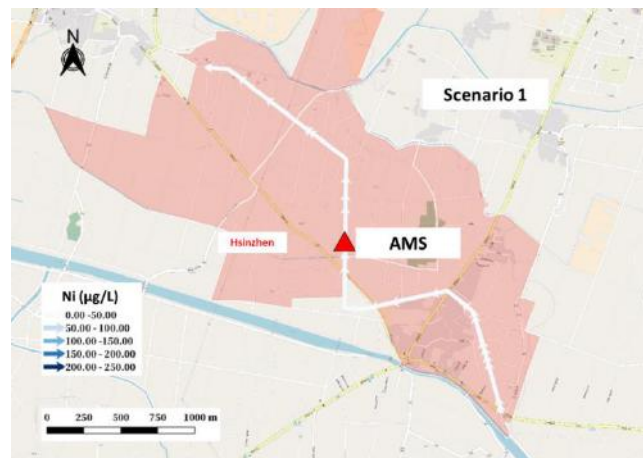 N
Scenario 1
Hsinzhen
AMS
Ni (µg/L)
0.00 -50.00
50.00 - 100.00
100.00 - 150.00
150.00 - 200.00
200.00 - 250.00
0 250 500 750 1000 m